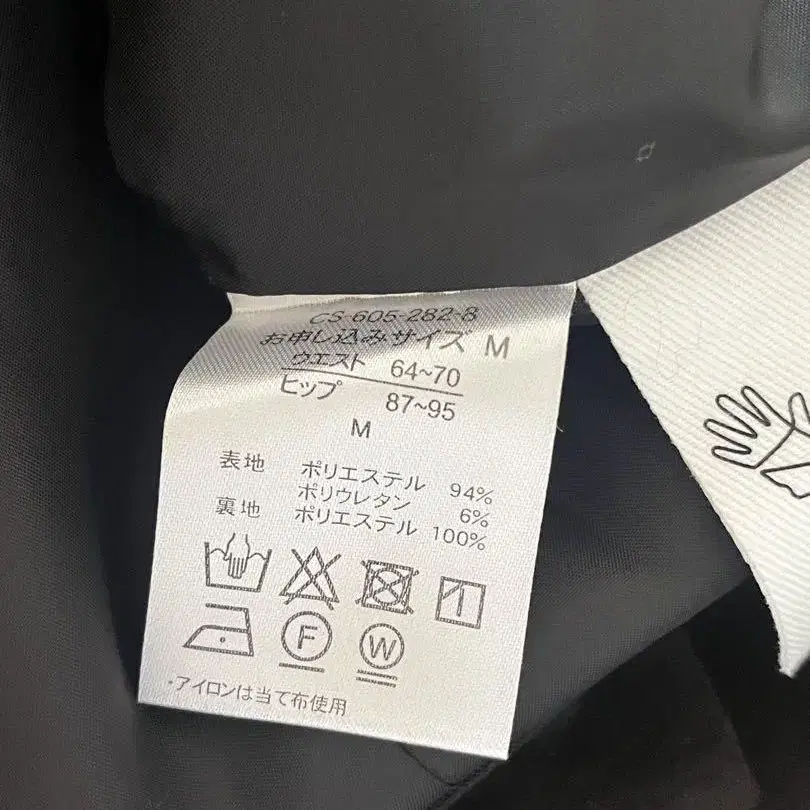 CS-605-282-8
お申し込みサイズ M
ウエスト 64~70
ヒップ 87~95
M
表地 ポリエステル 94%
ポリウレタン 6%
裏地 ポリエステル 100%
F W
・アイロンは当て布使用